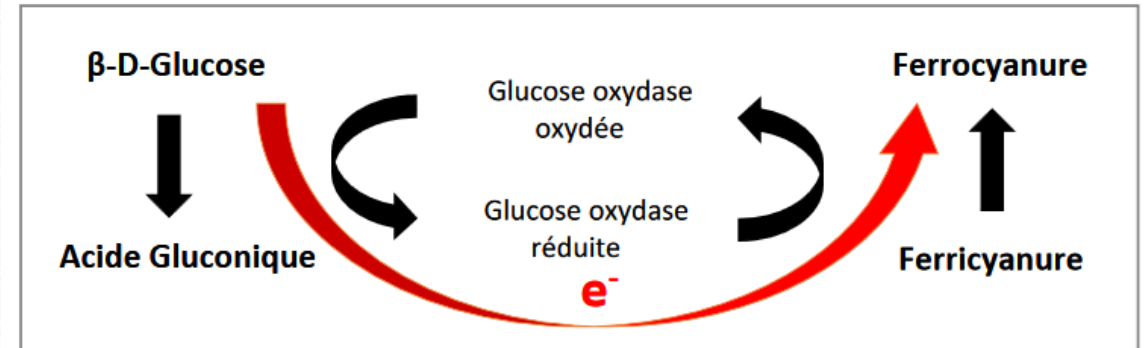 β-D-Glucose
Acide Gluconique
Glucose oxydase
oxydée
Glucose oxydase
réduite
e⁻
Ferrocyanure
Ferricyanure